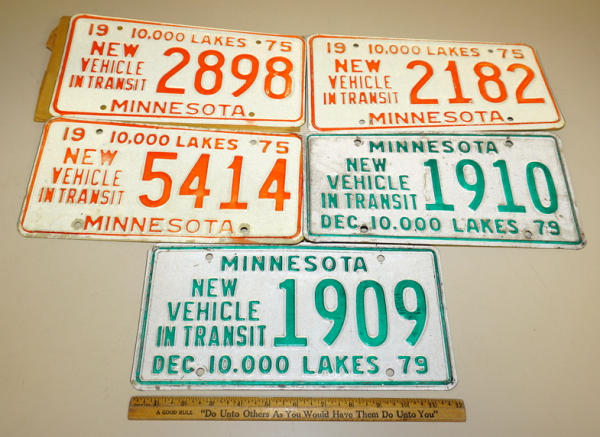 19 10,000 LAKES 75
NEW
VEHICLE
IN TRANSIT
2898
MINNESOTA
19 10,000 LAKES 75
NEW
VEHICLE
IN TRANSIT
2182
MINNESOTA
19 10,000 LAKES 75
NEW
VEHICLE
IN TRANSIT
5414
MINNESOTA
MINNESOTA
NEW
VEHICLE
IN TRANSIT
1910
DEC. 10,000 LAKES 79
MINNESOTA
NEW
VEHICLE
IN TRANSIT
1909
DEC. 10,000 LAKES 79
A GOOD RULE "Do Unto Others As You Would Have Them Do Unto You"